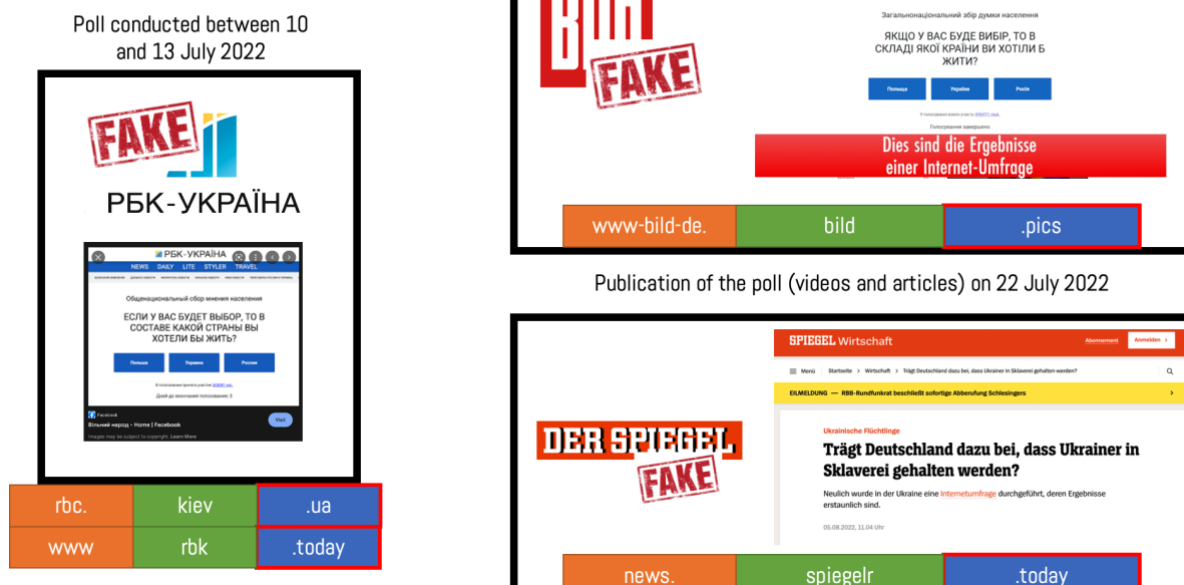 Poll conducted between 10
and 13 July 2022
FAKE
РБК-УКРАЇНА
РБК-УКРАЇНА
NEWS DAILY LITE STYLER TRAVEL
Общенациональный сбор мнения населения
ЕСЛИ У ВАС БУДЕТ ВЫБОР, ТО В
СОСТАВЕ КАКОЙ СТРАНЫ ВЫ
ХОТЕЛИ БЫ ЖИТЬ?
Польша Украина Россия
Дней до окончания голосования: 3
Facebook
Вільний народ - Home | Facebook
Visit
Images may be subject to copyright. Learn More
rbc. kiev .ua
www rbk .today
Bild
FAKE
Загальнонаціональний збір думки населення
ЯКЩО У ВАС БУДЕ ВИБІР, ТО В
СКЛАДІ ЯКОЇ КРАЇНИ ВИ ХОТІЛИ Б
ЖИТИ?
Польща Україна Росія
Голосування завершено
Dies sind die Ergebnisse
einer Internet-Umfrage
www-bild-de. bild .pics
Publication of the poll (videos and articles) on 22 July 2022
DER SPIEGEL
FAKE
SPIEGEL Wirtschaft
Abonnement Anmelden >
Menü Startseite > Wirtschaft > Trägt Deutschland dazu bei, dass Ukrainer in Sklaverei gehalten werden?
EILMELDUNG — RBB-Rundfunkrat beschließt sofortige Abberufung Schlesingers >
Ukrainische Flüchtlinge
Trägt Deutschland dazu bei, dass Ukrainer in
Sklaverei gehalten werden?
Neulich wurde in der Ukraine eine Internetumfrage durchgeführt, deren Ergebnisse
erstaunlich sind.
05.08.2022, 11.04 Uhr
news. spiegelr .today